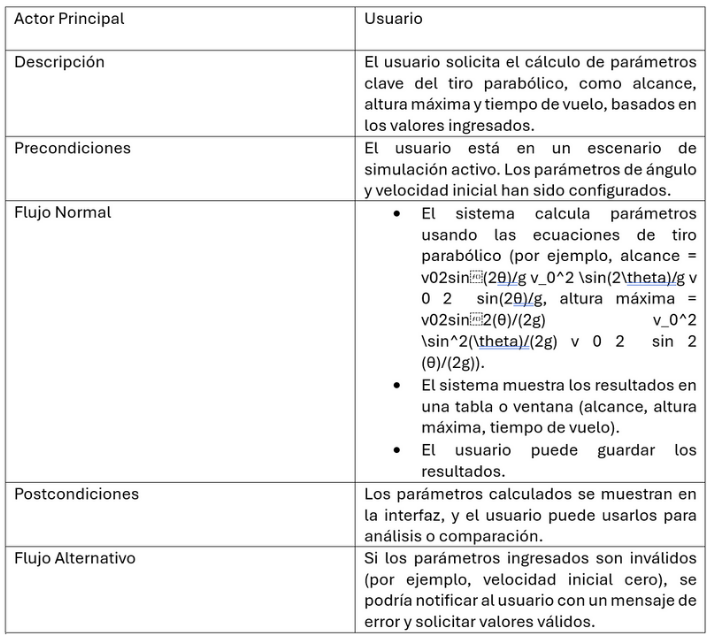 Actor Principal
Usuario
Descripción
El usuario solicita el cálculo de parámetros
clave del tiro parabólico, como alcance,
altura máxima y tiempo de vuelo, basados en
los valores ingresados.
Precondiciones
El usuario está en un escenario de
simulación activo. Los parámetros de ángulo
y velocidad inicial han sido configurados.
Flujo Normal
• El sistema calcula parámetros
usando las ecuaciones de tiro
parabólico (por ejemplo, alcance =
v02sin(2θ)/g v_0^2 \sin(2\theta)/g v
0 2 sin(2θ)/g, altura máxima =
v02sin2(θ)/(2g) v_0^2
\sin^2(\theta)/(2g) v 0 2 sin 2
(θ)/(2g)).
• El sistema muestra los resultados en
una tabla o ventana (alcance, altura
máxima, tiempo de vuelo).
• El usuario puede guardar los
resultados.
Postcondiciones
Los parámetros calculados se muestran en
la interfaz, y el usuario puede usarlos para
análisis o comparación.
Flujo Alternativo
Si los parámetros ingresados son inválidos
(por ejemplo, velocidad inicial cero), se
podría notificar al usuario con un mensaje de
error y solicitar valores válidos.